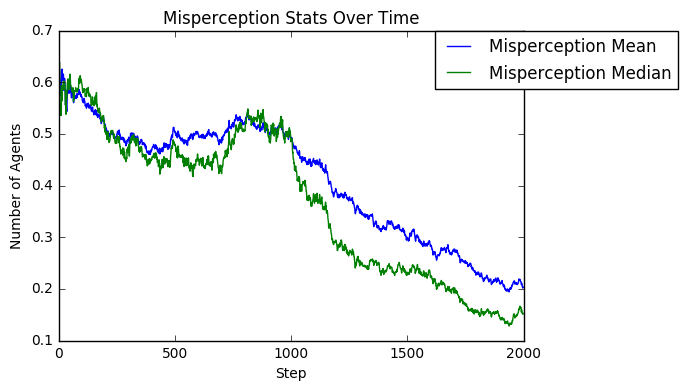 Misperception Stats Over Time
Misperception Mean
Misperception Median
Number of Agents
0.7
0.6
0.5
0.4
0.3
0.2
0.1
0 500 1000 1500 2000
Step